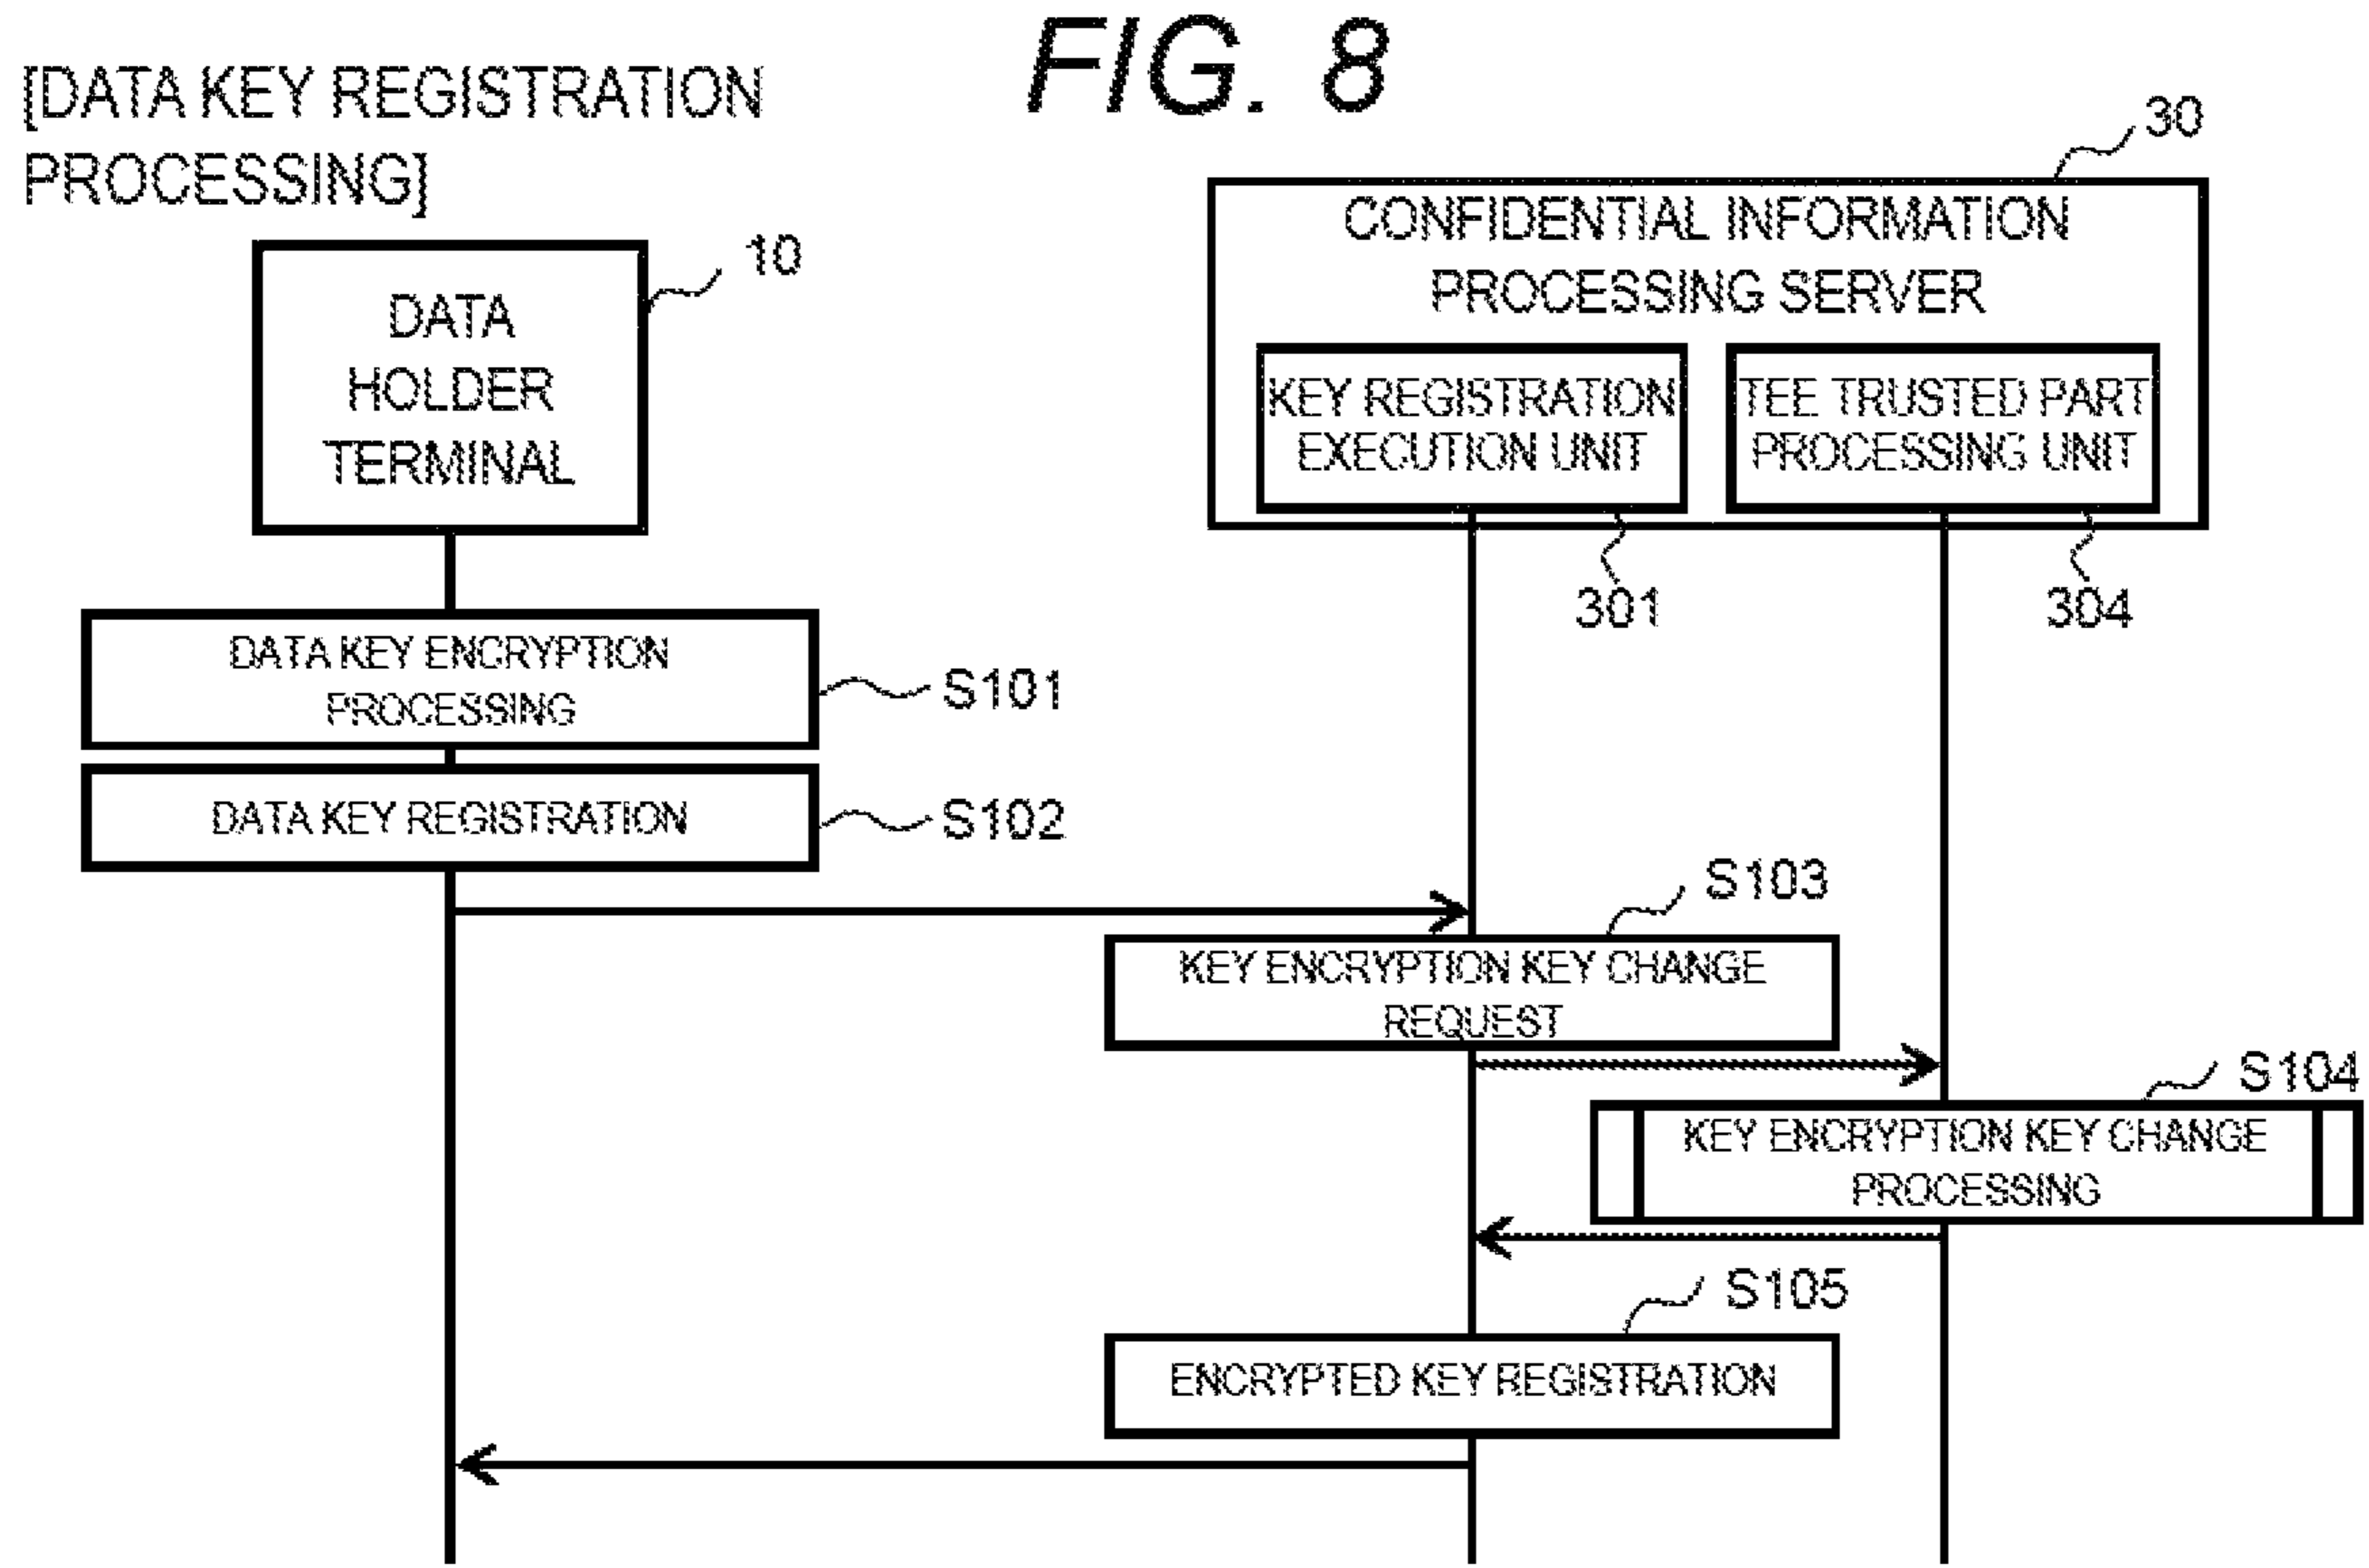 FIG. 8
[DATA KEY REGISTRATION
PROCESSING]
10
DATA
HOLDER
TERMINAL
30
CONFIDENTIAL INFORMATION
PROCESSING SERVER
KEY REGISTRATION
EXECUTION UNIT
TEE TRUSTED PART
PROCESSING UNIT
301
304
DATA KEY ENCRYPTION
PROCESSING
S101
DATA KEY REGISTRATION
S102
S103
KEY ENCRYPTION KEY CHANGE
REQUEST
S104
KEY ENCRYPTION KEY CHANGE
PROCESSING
S105
ENCRYPTED KEY REGISTRATION